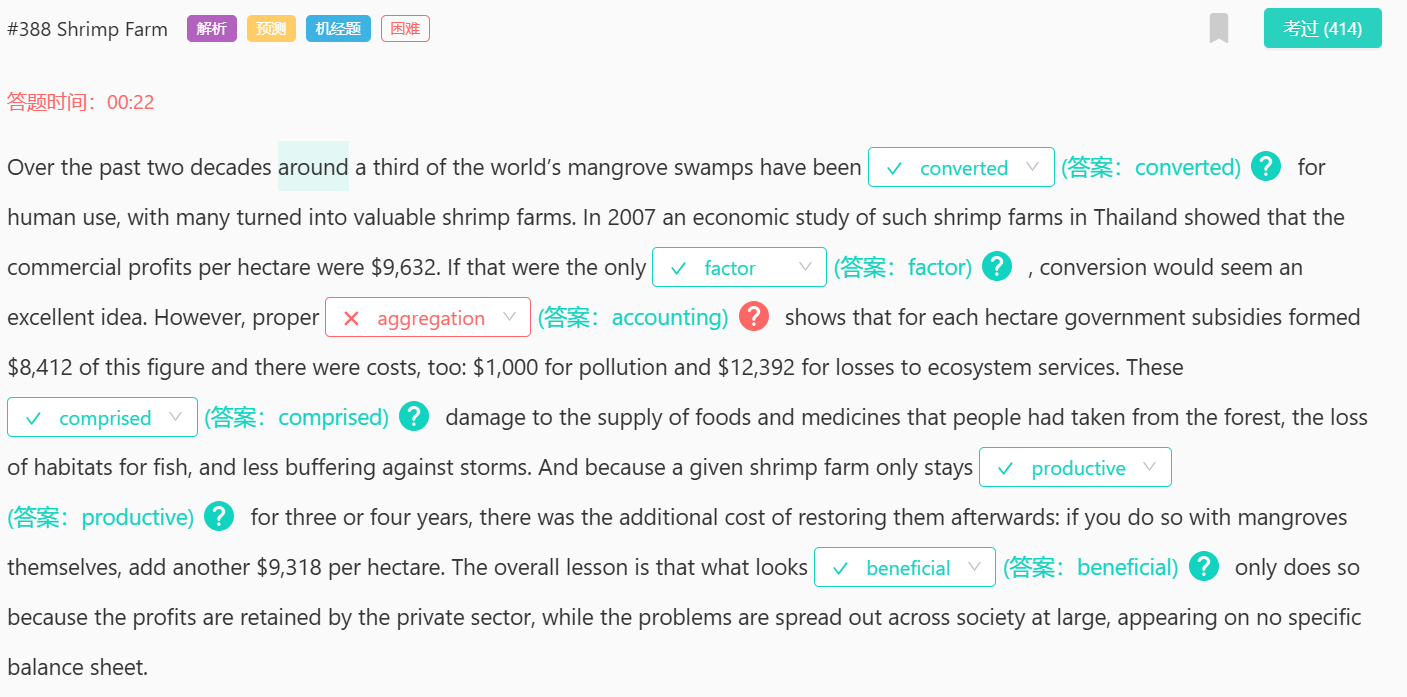 #388 Shrimp Farm 解析 预测 机经题 困难 考过 (414)
答题时间：00:22
Over the past two decades around a third of the world’s mangrove swamps have been converted (答案：converted) ? for
human use, with many turned into valuable shrimp farms. In 2007 an economic study of such shrimp farms in Thailand showed that the
commercial profits per hectare were $9,632. If that were the only factor (答案：factor) ? , conversion would seem an
excellent idea. However, proper aggregation (答案：accounting) ? shows that for each hectare government subsidies formed
$8,412 of this figure and there were costs, too: $1,000 for pollution and $12,392 for losses to ecosystem services. These
comprised (答案：comprised) ? damage to the supply of foods and medicines that people had taken from the forest, the loss
of habitats for fish, and less buffering against storms. And because a given shrimp farm only stays productive
(答案：productive) ? for three or four years, there was the additional cost of restoring them afterwards: if you do so with mangroves
themselves, add another $9,318 per hectare. The overall lesson is that what looks beneficial (答案：beneficial) ? only does so
because the profits are retained by the private sector, while the problems are spread out across society at large, appearing on no specific
balance sheet.